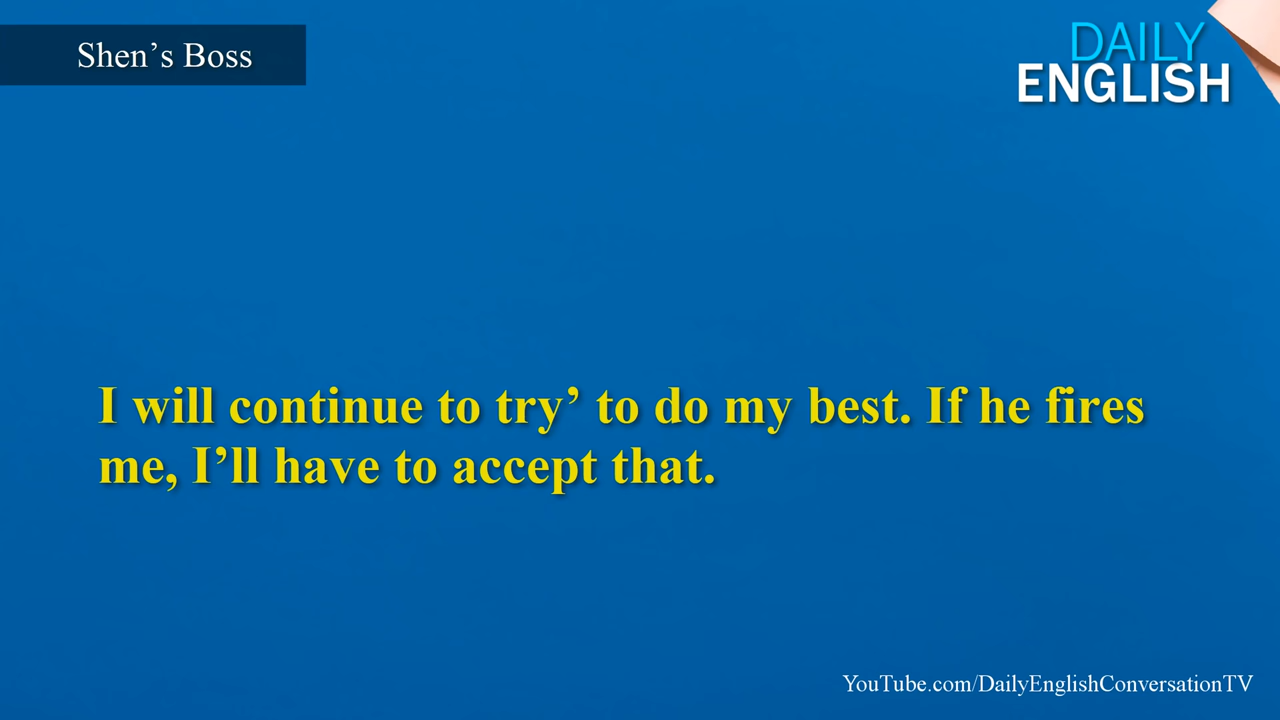 Shen’s Boss
DAILY
ENGLISH
I will continue to try’ to do my best. If he fires
me, I’ll have to accept that.
YouTube.com/DailyEnglishConversationTV